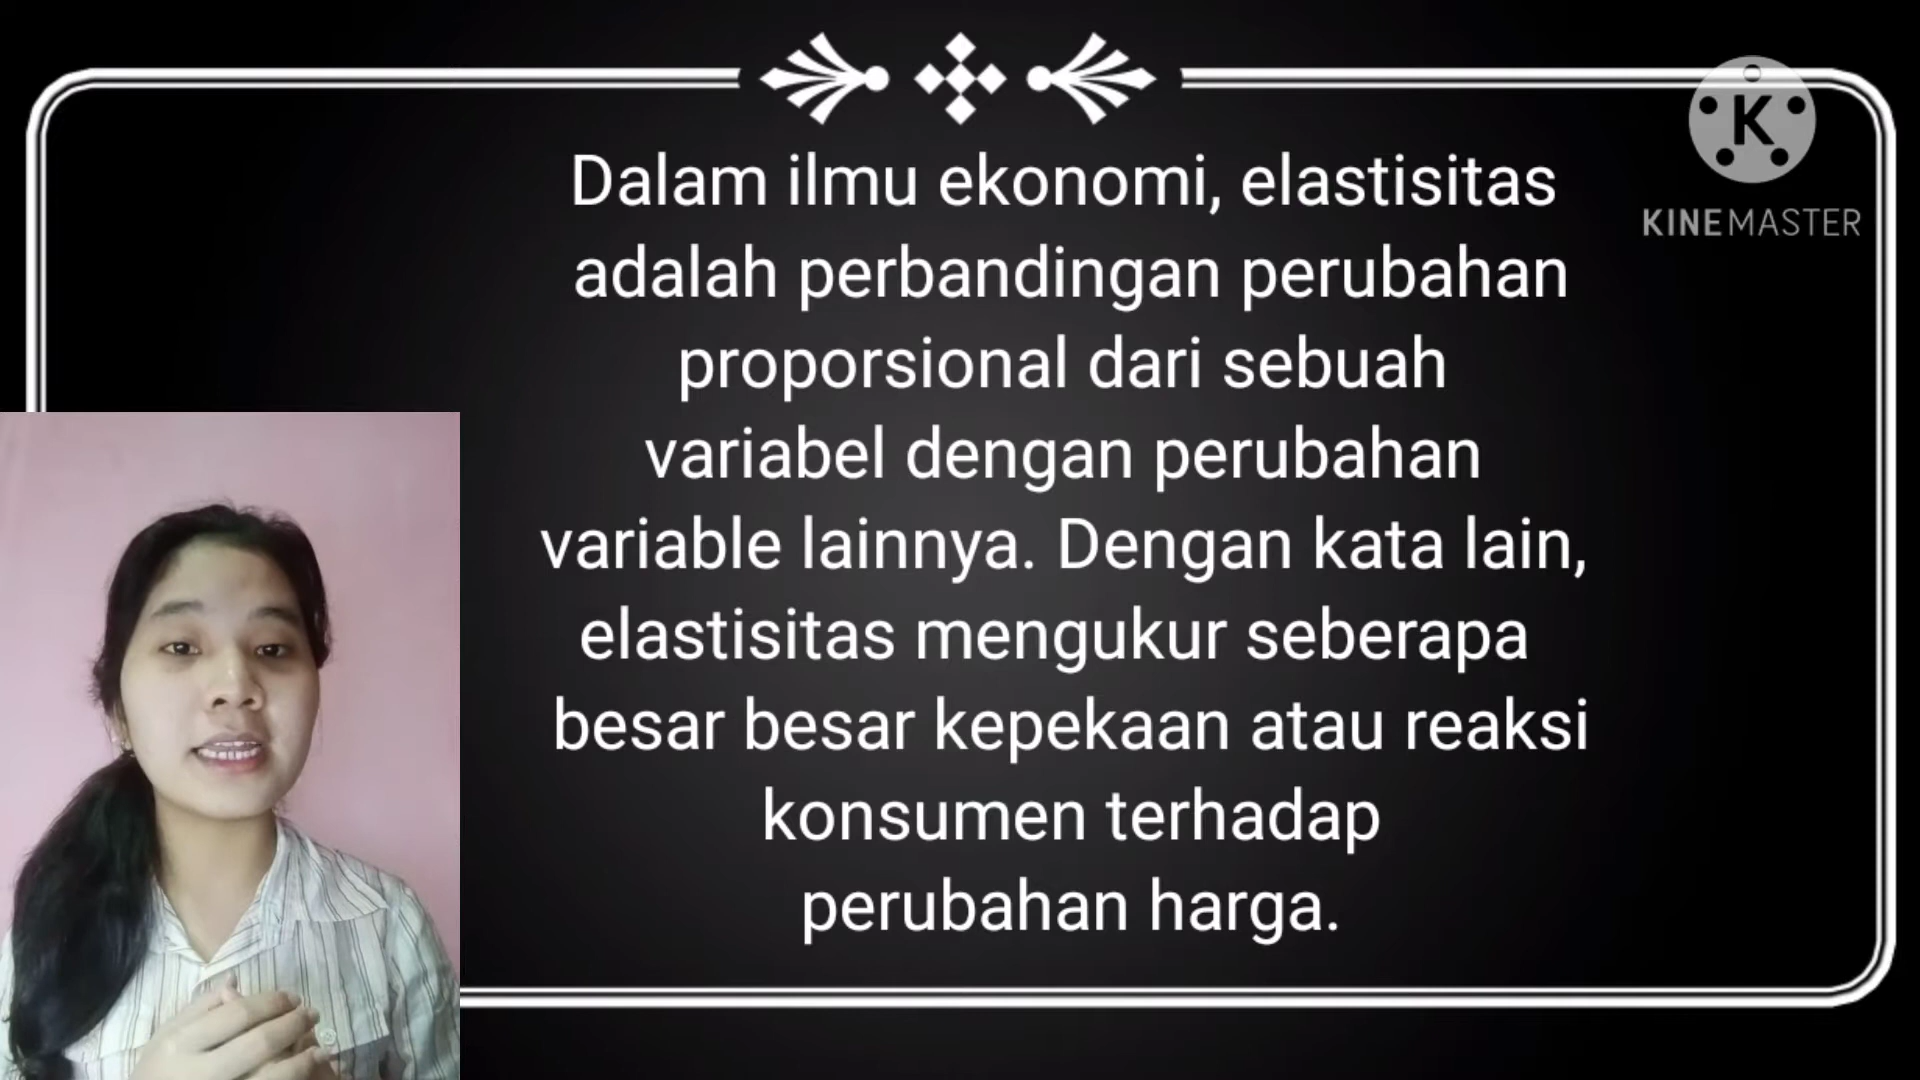 Dalam ilmu ekonomi, elastisitas
adalah perbandingan perubahan
proporsional dari sebuah
variabel dengan perubahan
variable lainnya. Dengan kata lain,
elastisitas mengukur seberapa
besar besar kepekaan atau reaksi
konsumen terhadap
perubahan harga.
K
KINEMASTER